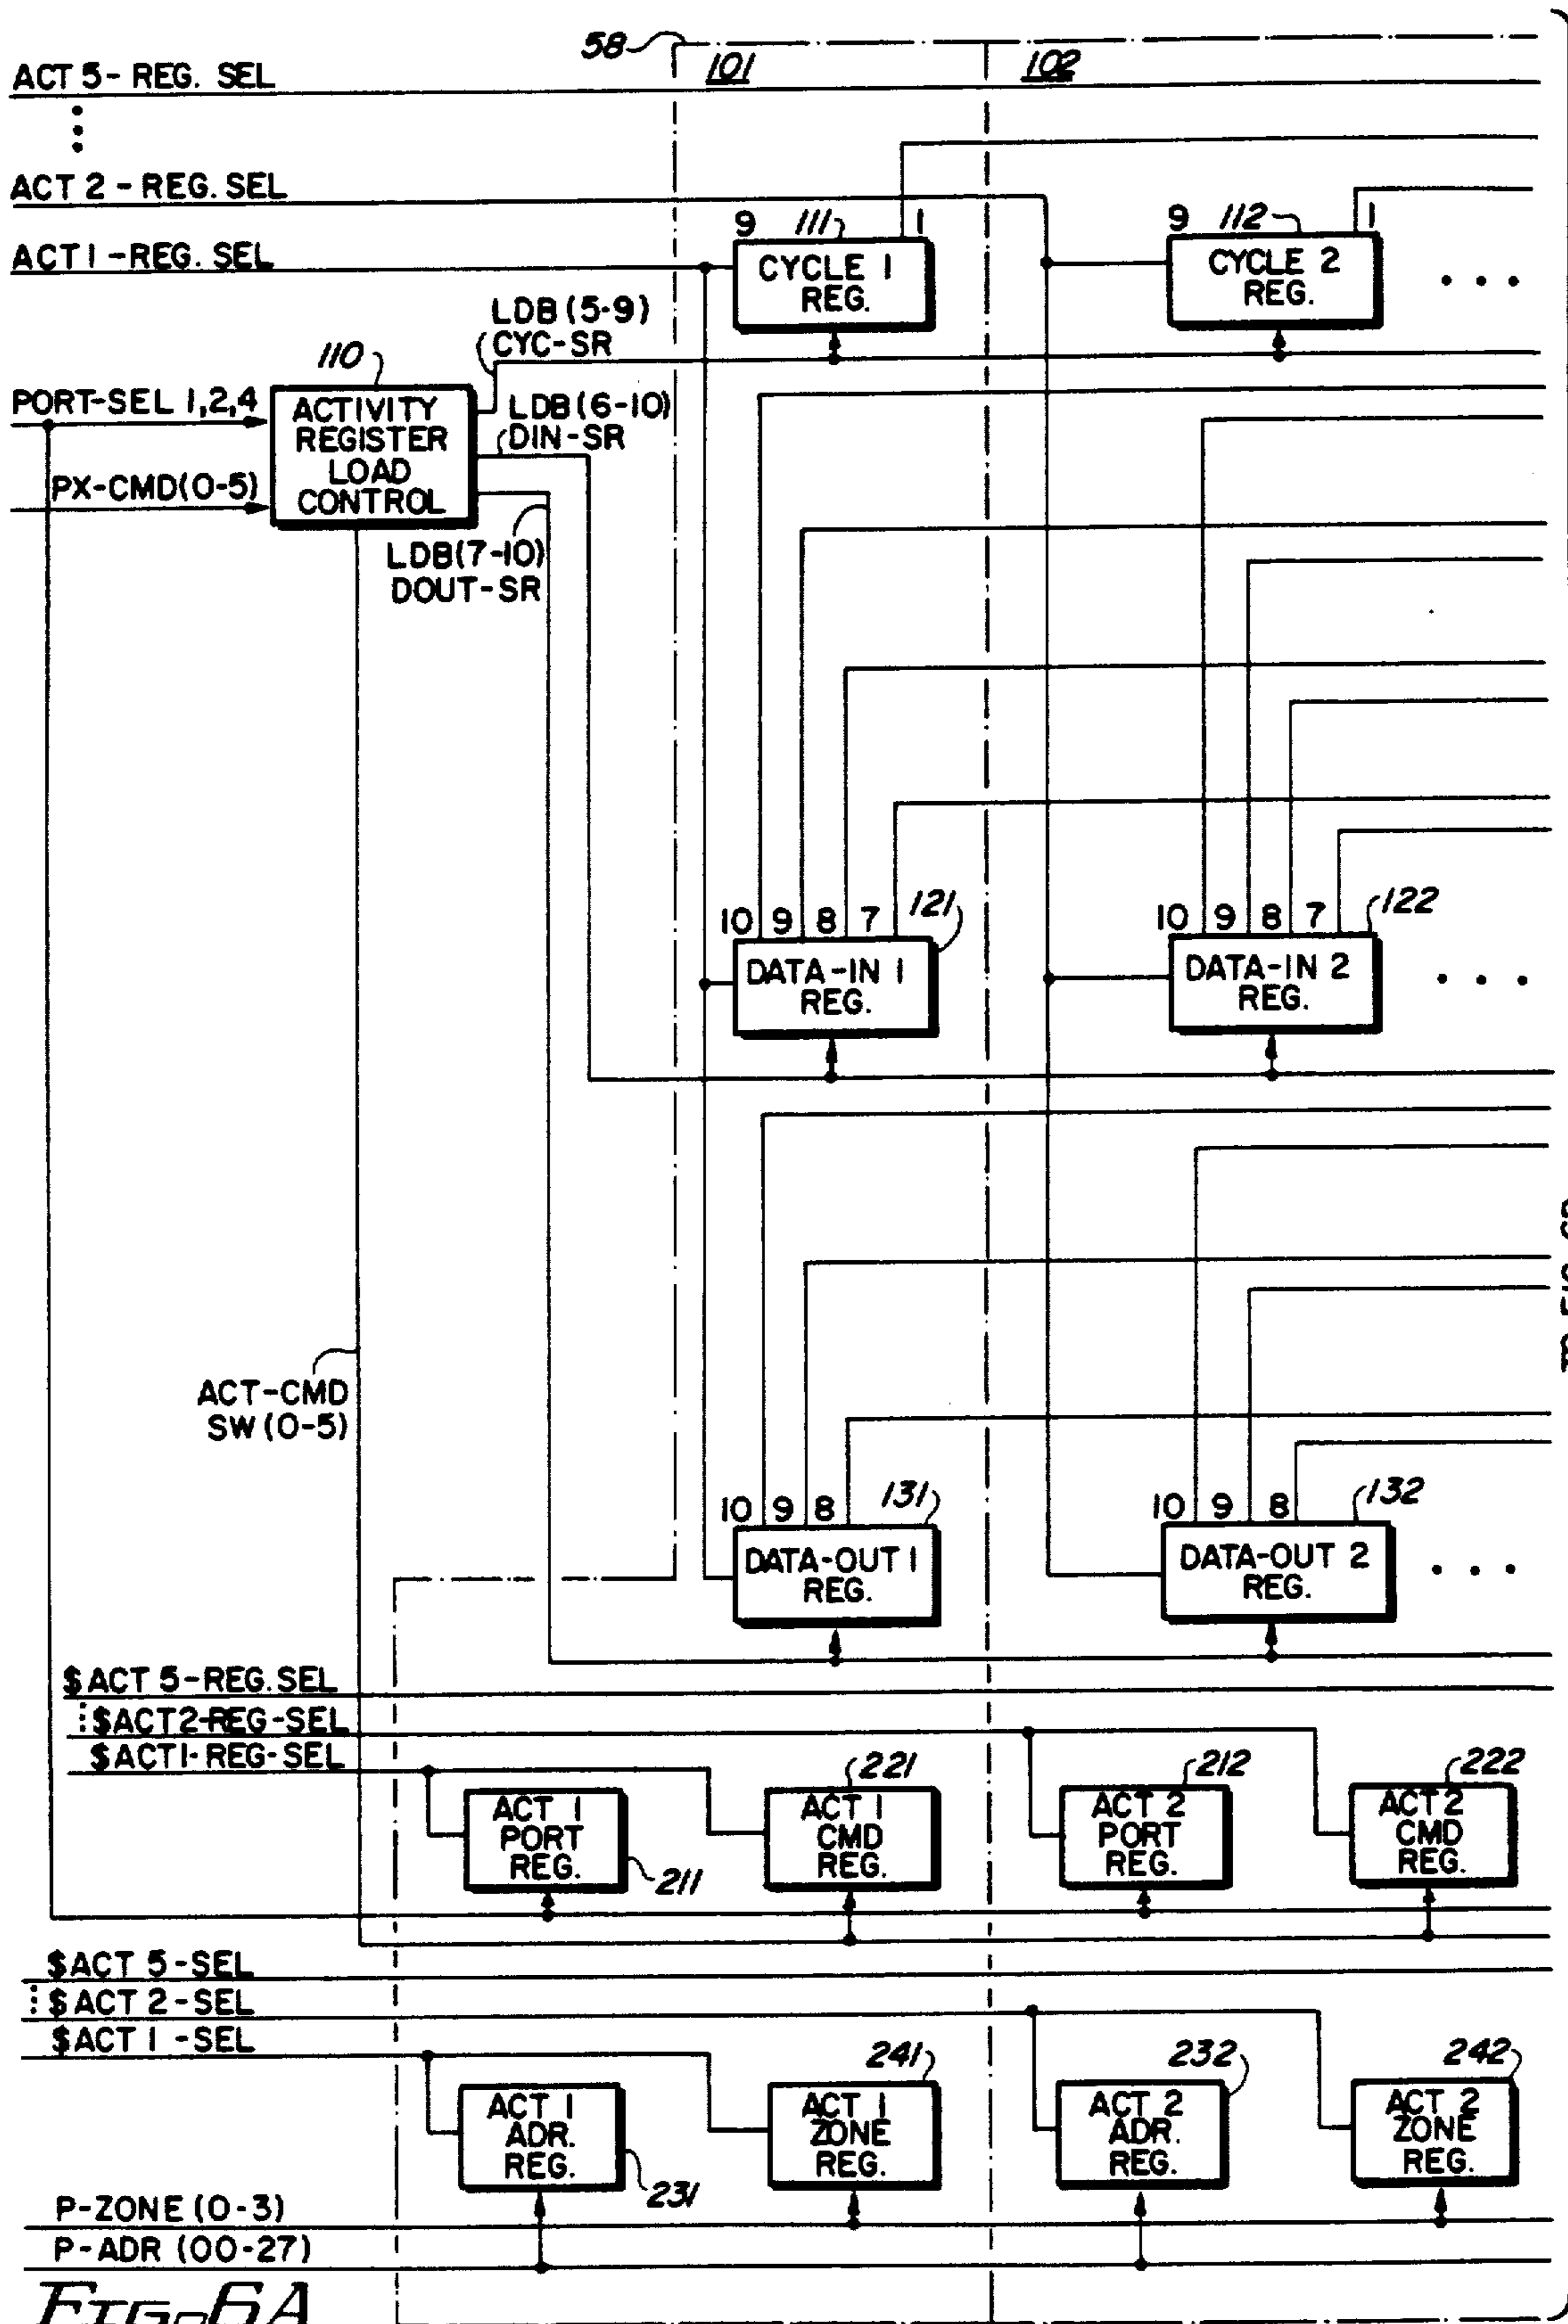 58
101
102
ACT 5- REG. SEL
ACT 2 - REG. SEL
ACT 1 -REG. SEL
9
111
1
CYCLE 1
REG.
9
112
1
CYCLE 2
REG.
• • •
LDB (5-9)
CYC-SR
110
PORT-SEL 1,2,4
ACTIVITY
REGISTER
LOAD
CONTROL
LDB(6-10)
DIN-SR
PX-CMD(0-5)
LDB(7-10)
DOUT-SR
10 9 8 7
121
DATA-IN 1
REG.
10 9 8 7
122
DATA-IN 2
REG.
• • •
ACT-CMD
SW (0-5)
10 9 8
131
DATA-OUT 1
REG.
10 9 8
132
DATA-OUT 2
REG.
• • •
$ACT 5-REG. SEL
$ACT2-REG-SEL
$ACT1-REG-SEL
ACT 1
PORT
REG.
211
221
ACT 1
CMD
REG.
212
ACT 2
PORT
REG.
222
ACT 2
CMD
REG.
$ACT 5-SEL
$ACT 2-SEL
$ACT 1 -SEL
ACT 1
ADR.
REG.
231
241
ACT 1
ZONE
REG.
232
ACT 2
ADR.
REG.
242
ACT 2
ZONE
REG.
P-ZONE (0-3)
P-ADR (00-27)
FIG. 6A